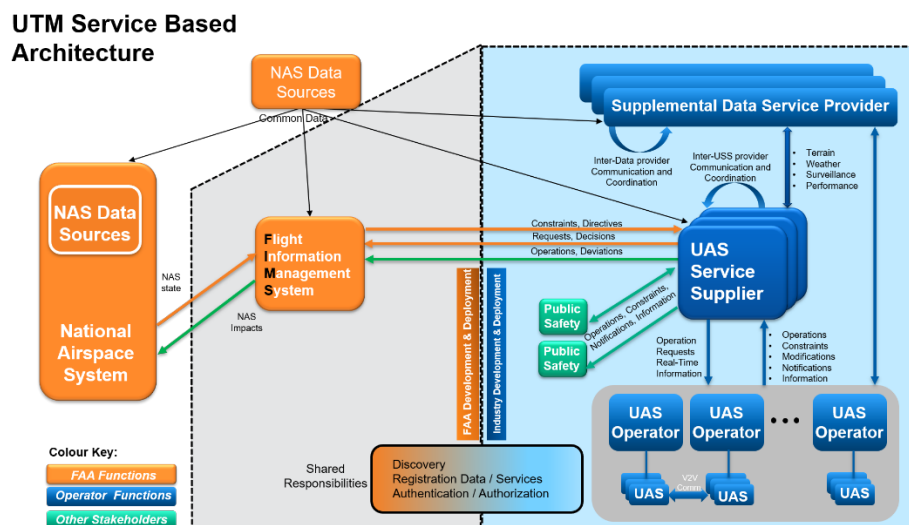 UTM Service Based
Architecture
NAS Data
Sources
Common Data
Supplemental Data Service Provider
Inter-Data provider
Communication and
Coordination
Inter-USS provider
Communication and
Coordination
• Terrain
• Weather
• Surveillance
• Performance
NAS Data
Sources
National
Airspace
System
NAS
state
NAS
Impacts
Flight
Information
Management
System
Constraints, Directives
Requests, Decisions
Operations, Deviations
UAS
Service
Supplier
FAA Development & Deployment
Industry Development & Deployment
Public
Safety
Public
Safety
Operations, Constraints,
Notifications, Information
Operation
Requests
Real-Time
Information
• Operations
• Constraints
• Modifications
• Notifications
• Information
UAS
Operator
UAS
Operator
UAS
Operator
UAS
V2V
Comm
UAS
UAS
Colour Key:
FAA Functions
Operator Functions
Other Stakeholders
Shared
Responsibilities
Discovery
Registration Data / Services
Authentication / Authorization